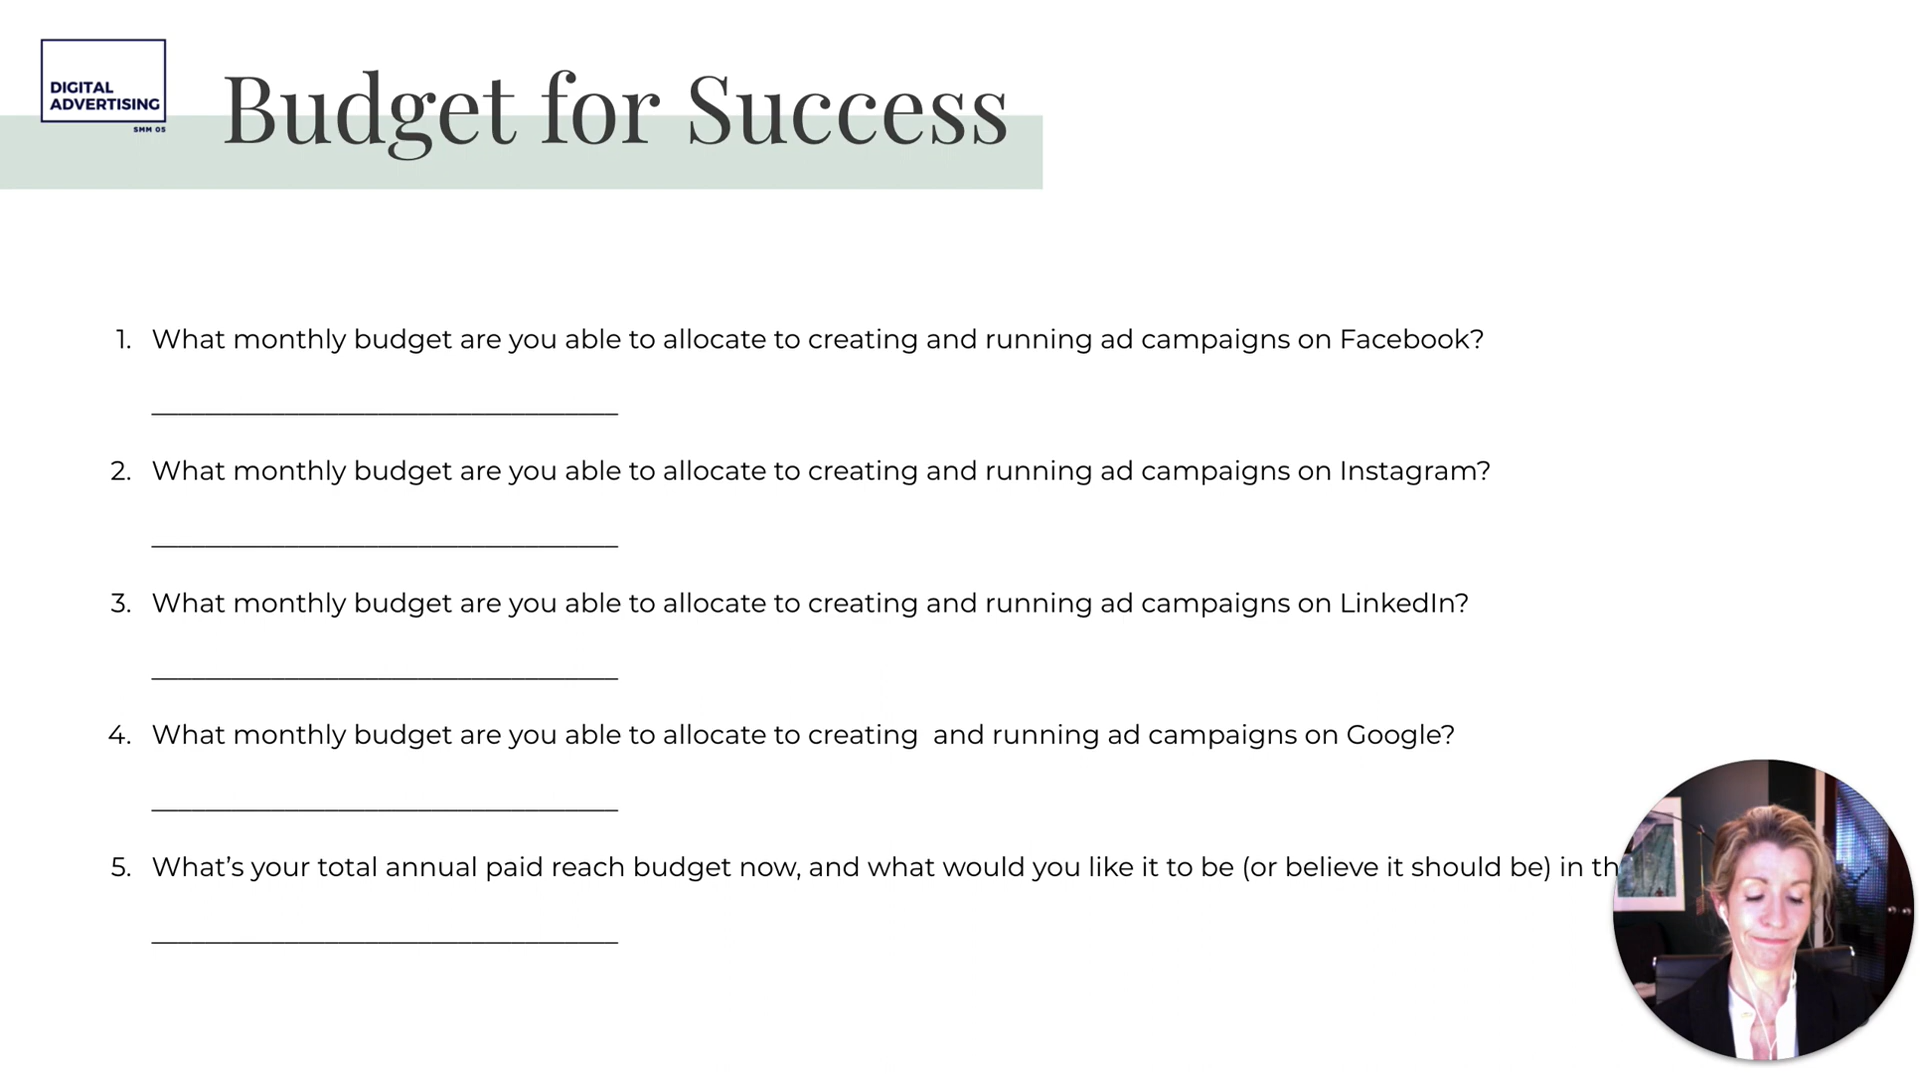 DIGITAL
ADVERTISING
SMM 05
Budget for Success
1. What monthly budget are you able to allocate to creating and running ad campaigns on Facebook?
2. What monthly budget are you able to allocate to creating and running ad campaigns on Instagram?
3. What monthly budget are you able to allocate to creating and running ad campaigns on LinkedIn?
4. What monthly budget are you able to allocate to creating  and running ad campaigns on Google?
5. What’s your total annual paid reach budget now, and what would you like it to be (or believe it should be) in